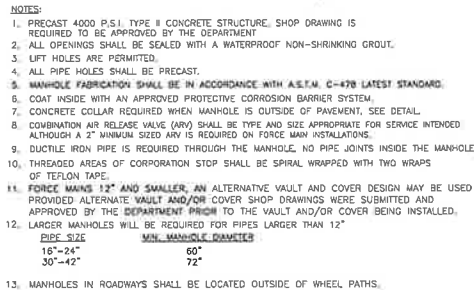 NOTES:
1. PRECAST 4000 P.S.I. TYPE II CONCRETE STRUCTURE. SHOP DRAWING IS
REQUIRED TO BE APPROVED BY THE DEPARTMENT
2. ALL OPENINGS SHALL BE SEALED WITH A WATERPROOF NON-SHRINKING GROUT.
3. LIFT HOLES ARE PERMITTED.
4. ALL PIPE HOLES SHALL BE PRECAST.
5. MANHOLE FABRICATION SHALL BE IN ACCORDANCE WITH A.S.T.M. C-478 LATEST STANDARD.
6. COAT INSIDE WITH AN APPROVED PROTECTIVE CORROSION BARRIER SYSTEM.
7. CONCRETE COLLAR REQUIRED WHEN MANHOLE IS OUTSIDE OF PAVEMENT, SEE DETAIL
8. COMBINATION AIR RELEASE VALVE (ARV) SHALL BE TYPE AND SIZE APPROPRIATE FOR SERVICE INTENDED
ALTHOUGH A 2" MINIMUM SIZED ARV IS REQUIRED ON FORCE MAIN INSTALLATIONS.
9. DUCTILE IRON PIPE IS REQUIRED THROUGH THE MANHOLE, NO PIPE JOINTS INSIDE THE MANHOLE
10. THREADED AREAS OF CORPORATION STOP SHALL BE SPIRAL WRAPPED WITH TWO WRAPS
OF TEFLON TAPE.
11. FORCE MAINS 12" AND SMALLER, AN ALTERNATIVE VAULT AND COVER DESIGN MAY BE USED
PROVIDED ALTERNATE VAULT AND/OR COVER SHOP DRAWINGS WERE SUBMITTED AND
APPROVED BY THE DEPARTMENT PRIOR TO THE VAULT AND/OR COVER BEING INSTALLED.
12. LARGER MANHOLES WILL BE REQUIRED FOR PIPES LARGER THAN 12"
PIPE SIZE MIN. MANHOLE DIAMETER
16"-24" 60"
30"-42" 72"
13. MANHOLES IN ROADWAYS SHALL BE LOCATED OUTSIDE OF WHEEL PATHS.